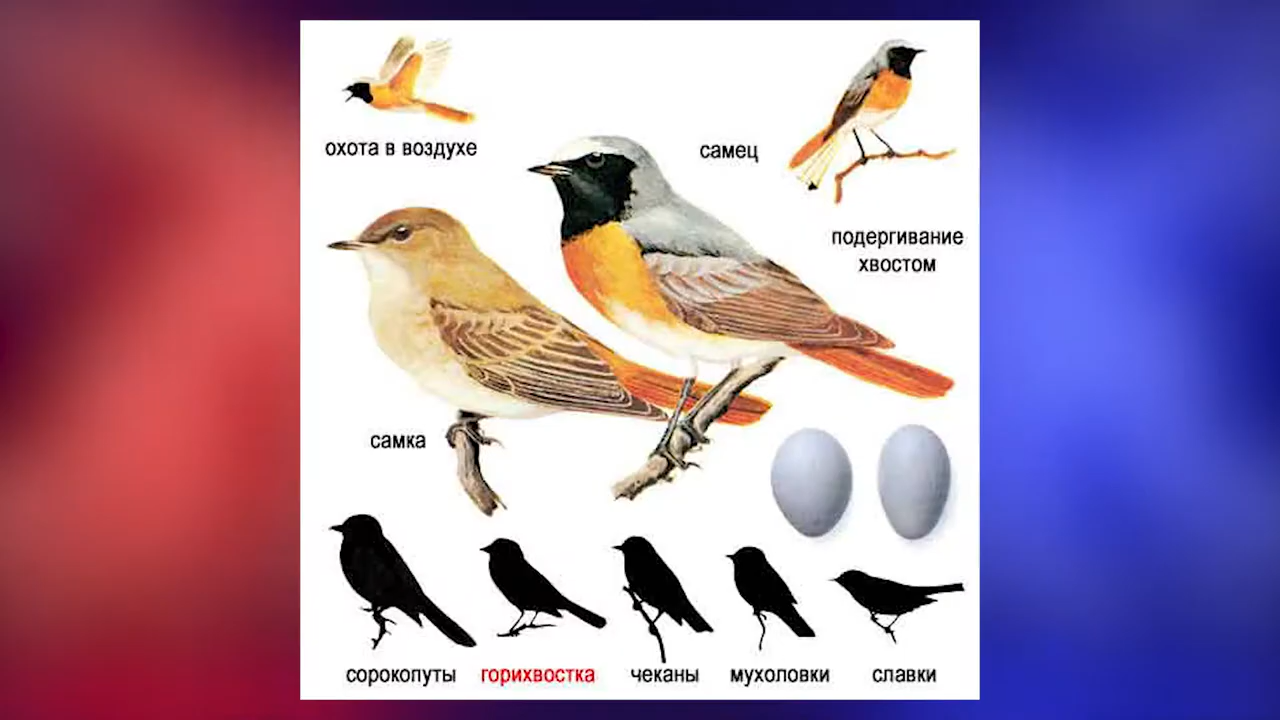 охота в воздухе
самец
подергивание
хвостом
самка
сорокопуты горихвостка чеканы мухоловки славки